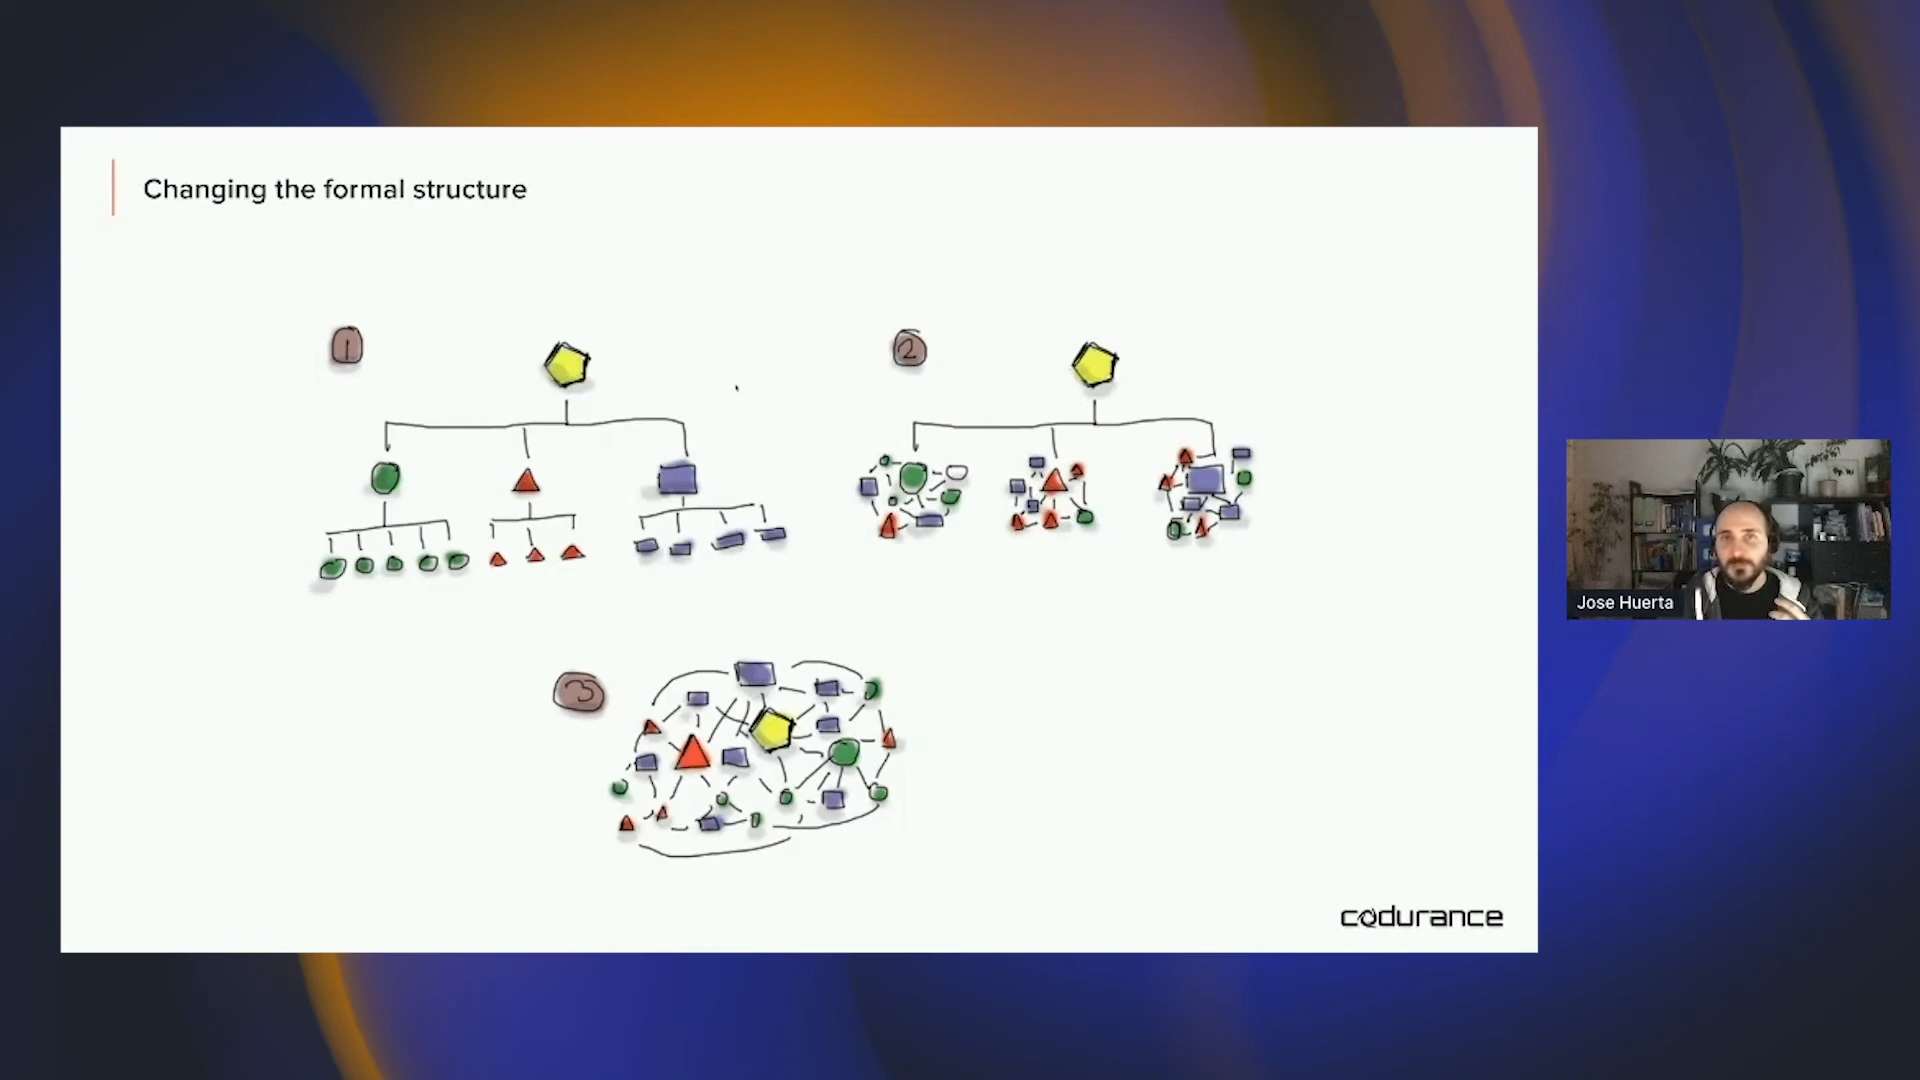 Changing the formal structure
1
2
3
Jose Huerta
codurance